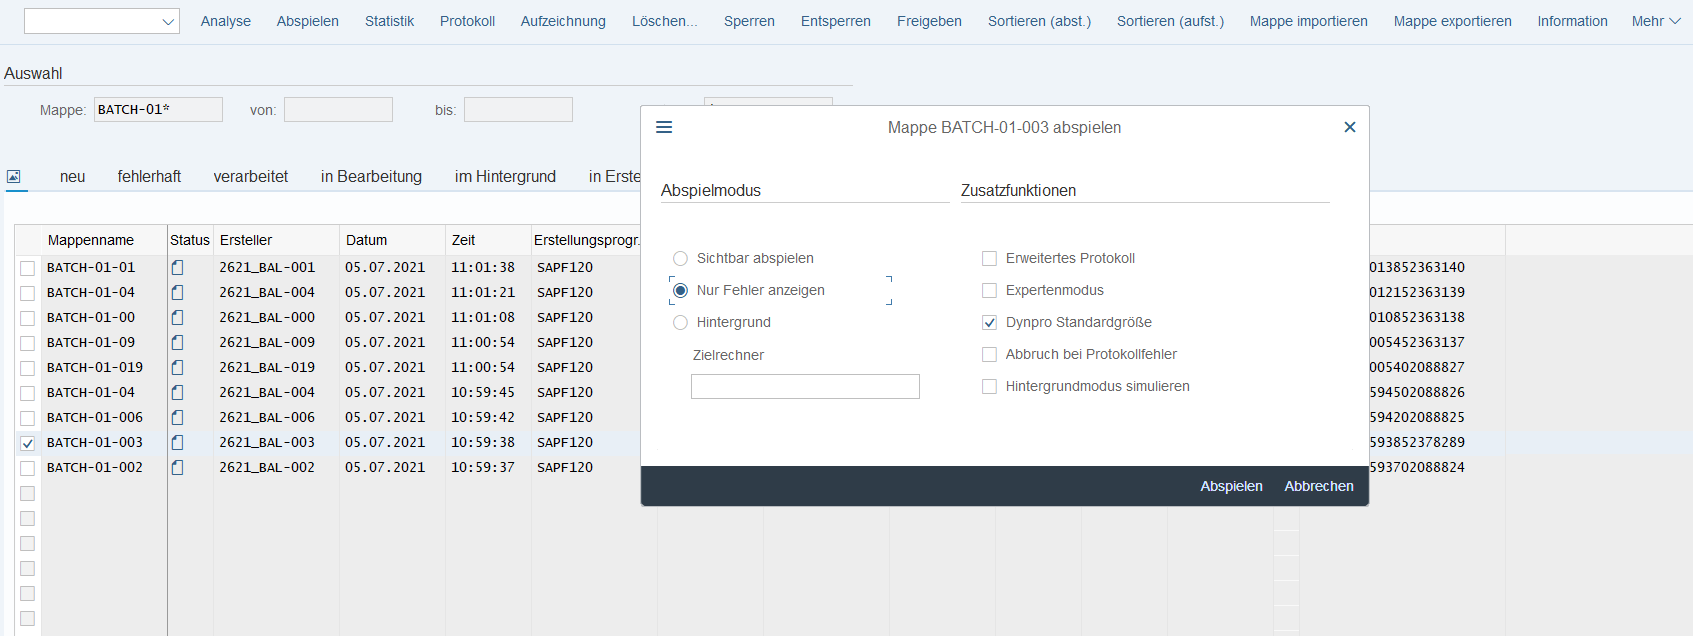 Analyse Abspielen Statistik Protokoll Aufzeichnung Löschen... Sperren Entsperren Freigeben Sortieren (abst.) Sortieren (aufst.) Mappe importieren Mappe exportieren Information Mehr
Auswahl
Mappe: BATCH-01* von: bis:
neu fehlerhaft verarbeitet in Bearbeitung im Hintergrund in Erste
Mappenname Status Ersteller Datum Zeit Erstellungsprogr.
BATCH-01-01 2621_BAL-001 05.07.2021 11:01:38 SAPF120 013852363140
BATCH-01-04 2621_BAL-004 05.07.2021 11:01:21 SAPF120 012152363139
BATCH-01-00 2621_BAL-000 05.07.2021 11:01:08 SAPF120 010852363138
BATCH-01-09 2621_BAL-009 05.07.2021 11:00:54 SAPF120 005452363137
BATCH-01-019 2621_BAL-019 05.07.2021 11:00:54 SAPF120 005402088827
BATCH-01-04 2621_BAL-004 05.07.2021 10:59:45 SAPF120 594502088826
BATCH-01-006 2621_BAL-006 05.07.2021 10:59:42 SAPF120 594202088825
BATCH-01-003 2621_BAL-003 05.07.2021 10:59:38 SAPF120 593852378289
BATCH-01-002 2621_BAL-002 05.07.2021 10:59:37 SAPF120 593702088824
Mappe BATCH-01-003 abspielen
Abspielmodus
Sichtbar abspielen
Nur Fehler anzeigen
Hintergrund
Zielrechner
Zusatzfunktionen
Erweitertes Protokoll
Expertenmodus
Dynpro Standardgröße
Abbruch bei Protokollfehler
Hintergrundmodus simulieren
Abspielen Abbrechen